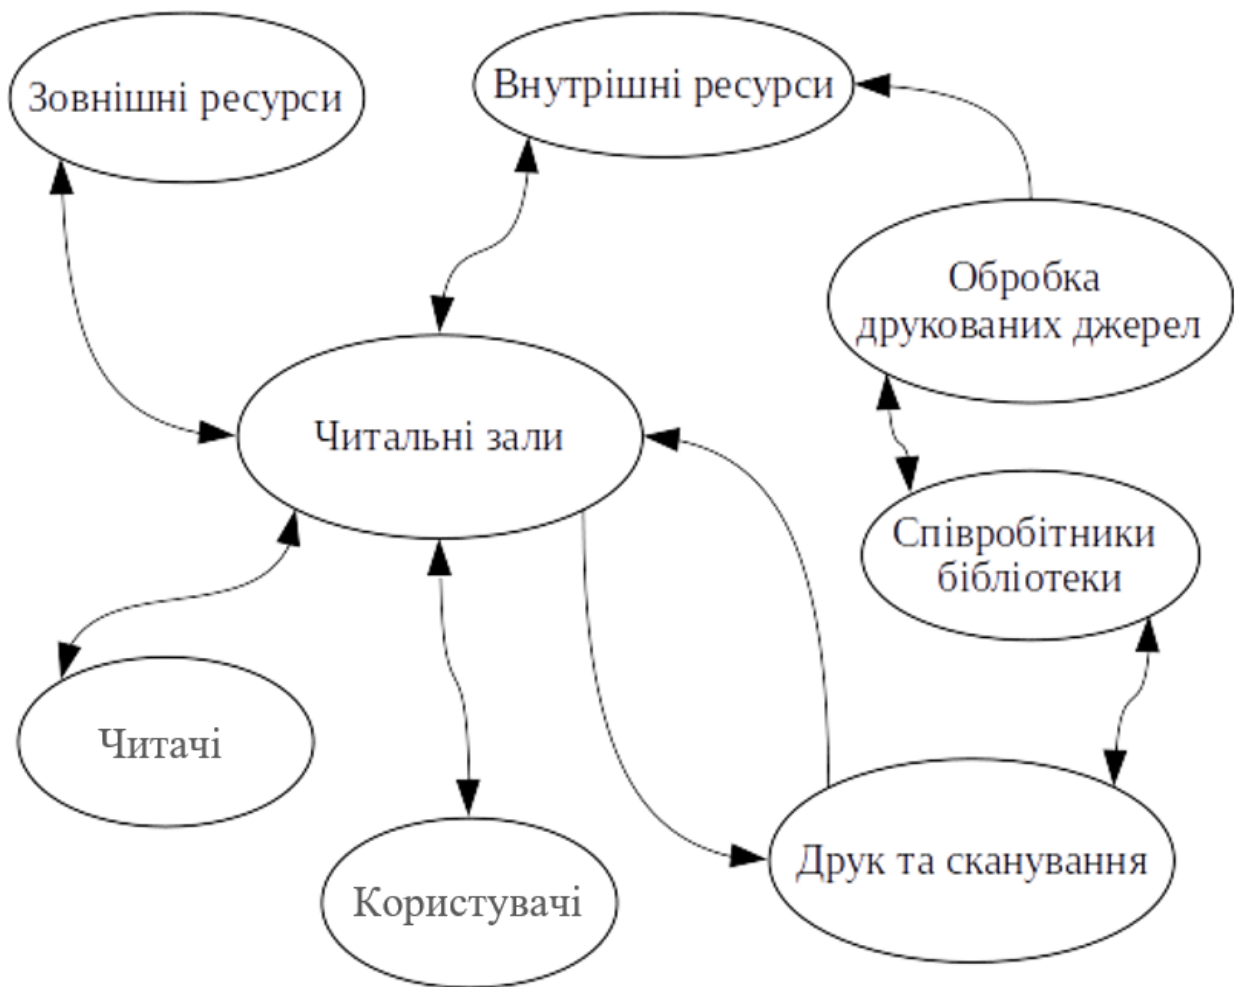 Зовнішні ресурси
Внутрішні ресурси
Обробка
друкованих джерел
Читальні зали
Співробітники
бібліотеки
Читачі
Користувачі
Друк та сканування